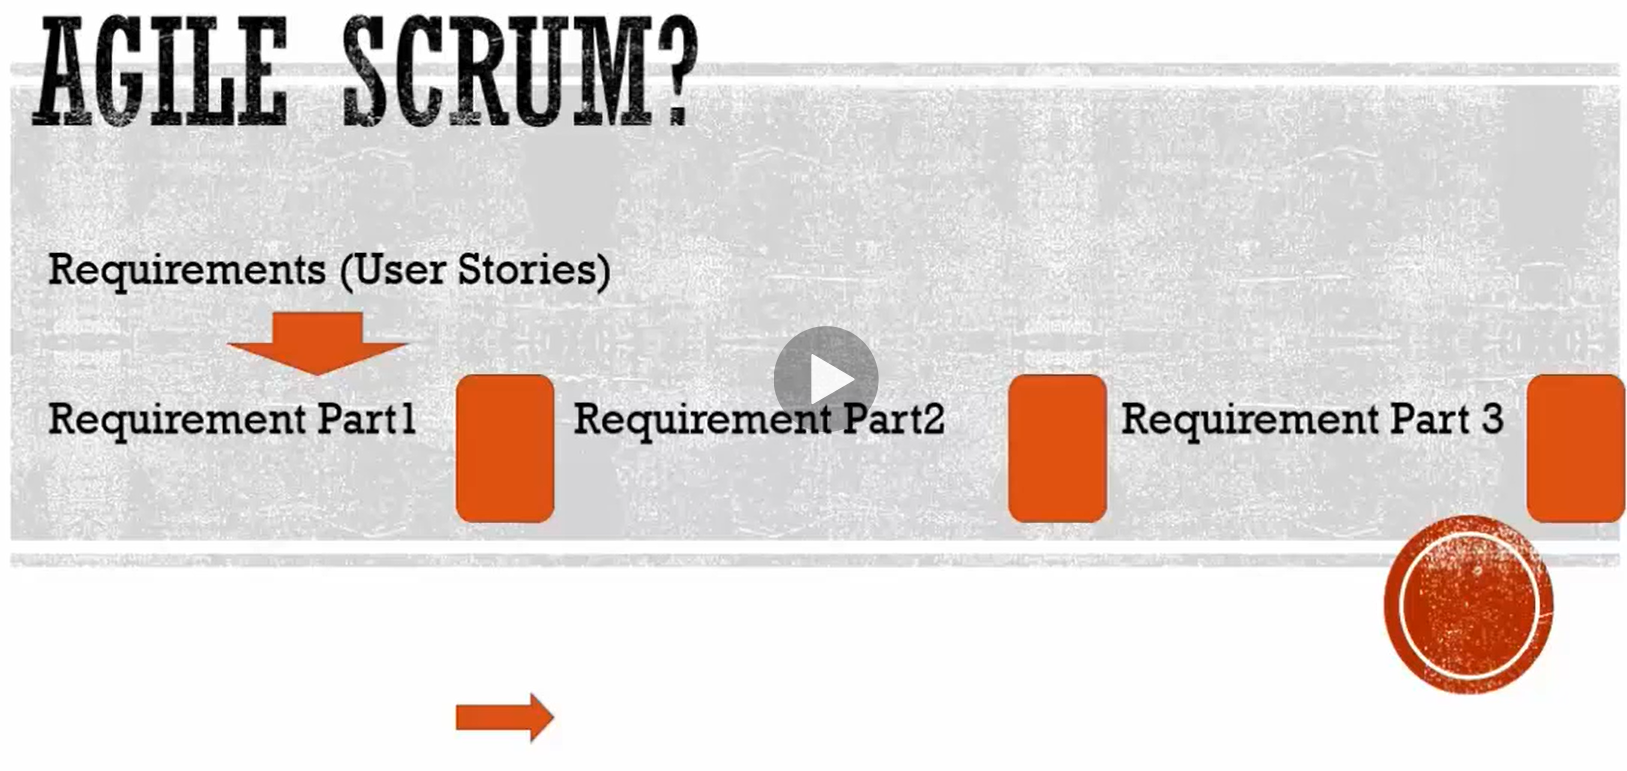 AGILE SCRUM?
Requirements (User Stories)
Requirement Part1 Requirement Part2 Requirement Part 3